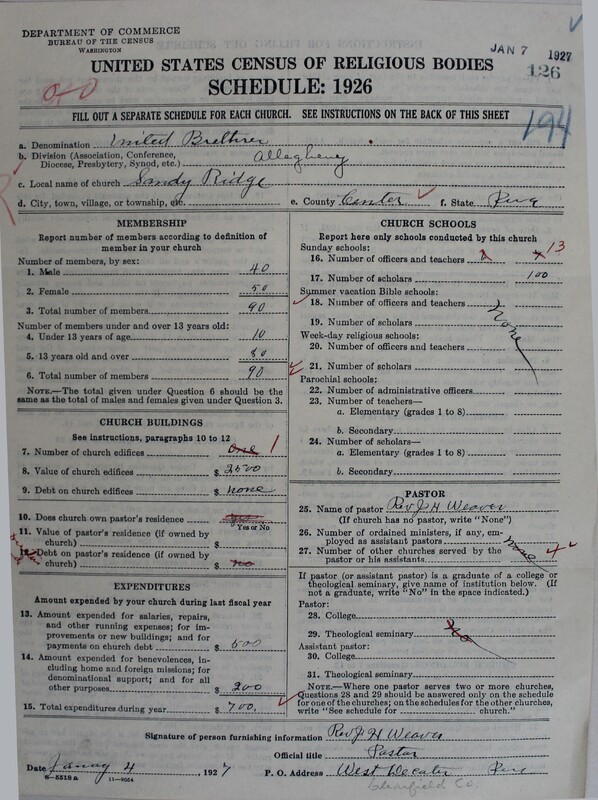 DEPARTMENT OF COMMERCE
BUREAU OF THE CENSUS
WASHINGTON
JAN 7 1927
126
UNITED STATES CENSUS OF RELIGIOUS BODIES
SCHEDULE: 1926
194
FILL OUT A SEPARATE SCHEDULE FOR EACH CHURCH. SEE INSTRUCTIONS ON THE BACK OF THIS SHEET
a. Denomination United Brethren
b. Division (Association, Conference, Diocese, Presbytery, Synod, etc.) Allegheny
c. Local name of church Sandy Ridge
d. City, town, village, or township, etc. e. County Center f. State Penna
MEMBERSHIP
Report number of members according to definition of member in your church
Number of members, by sex:
1. Male 40
2. Female 50
3. Total number of members 90
Number of members under and over 13 years old:
4. Under 13 years of age 10
5. 13 years old and over 80
6. Total number of members 90
NOTE.—The total given under Question 6 should be the same as the total of males and females given under Question 3.
CHURCH BUILDINGS
See instructions, paragraphs 10 to 12
7. Number of church edifices one 1
8. Value of church edifices $ 2500
9. Debt on church edifices $ none
10. Does church own pastor's residence
Yes or No
11. Value of pastor's residence (if owned by church) $
12. Debt on pastor's residence (if owned by church) $ no
EXPENDITURES
Amount expended by your church during last fiscal year
13. Amount expended for salaries, repairs, and other running expenses; for improvements or new buildings; and for payments on church debt $ 500
14. Amount expended for benevolences, including home and foreign missions; for denominational support; and for all other purposes $ 200
15. Total expenditures during year $ 700.
CHURCH SCHOOLS
Report here only schools conducted by this church
Sunday schools:
16. Number of officers and teachers 13
17. Number of scholars 100
Summer vacation Bible schools:
18. Number of officers and teachers None
19. Number of scholars
Week-day religious schools:
20. Number of officers and teachers
21. Number of scholars
Parochial schools:
22. Number of administrative officers
23. Number of teachers—
a. Elementary (grades 1 to 8)
b. Secondary
24. Number of scholars—
a. Elementary (grades 1 to 8)
b. Secondary
PASTOR
25. Name of pastor Rev J H Weaver
(If church has no pastor, write "None")
26. Number of ordained ministers, if any, employed as assistant pastors none
27. Number of other churches served by the pastor or his assistants 4
If pastor (or assistant pastor) is a graduate of a college or theological seminary, give name of institution below. (If not a graduate, write "No" in the space indicated.)
Pastor:
28. College
29. Theological seminary No
Assistant pastor:
30. College
31. Theological seminary
NOTE.—Where one pastor serves two or more churches, Questions 28 and 29 should be answered only on the schedule for one of the churches; on the schedules for the other churches, write "See schedule for church."
Signature of person furnishing information Rev J H Weaver
Official title Pastor
Date 4, 1927 P. O. Address West Decatur Penn
8-5518 a 11-9054 Clearfield Co.